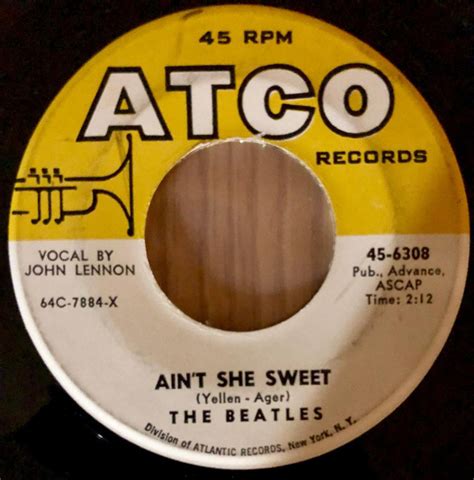 45 RPM
ATCO
RECORDS
VOCAL BY
JOHN LENNON
64C-7884-X
45-6308
Pub., Advance,
ASCAP
Time: 2:12
AIN'T SHE SWEET
(Yellen - Ager)
THE BEATLES
Division of ATLANTIC RECORDS, New York, N. Y.